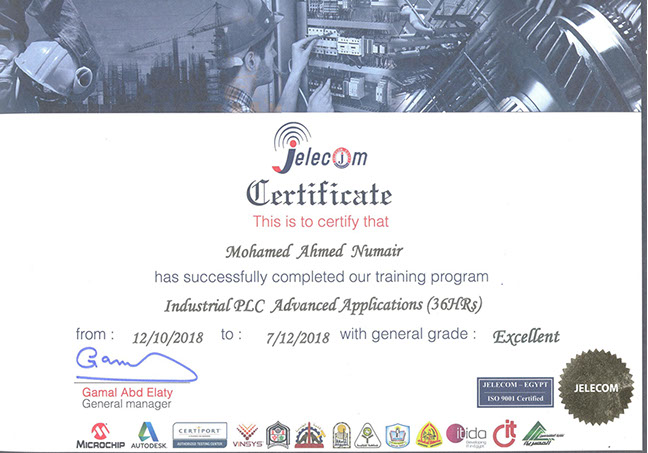 Jelecom
Certificate
This is to certify that
Mohamed Ahmed Numair
has successfully completed our training program
Industrial PLC Advanced Applications (36HRs)
from : 12/10/2018 to : 7/12/2018 with general grade : Excellent
Gamal Abd Elaty
General manager
JELECOM – EGYPT
ISO 9001 Certified
JELECOM
MICROCHIP
AUTODESK
CERTIPORT
AUTHORIZED TESTING CENTER
VINSYS
itida
cit